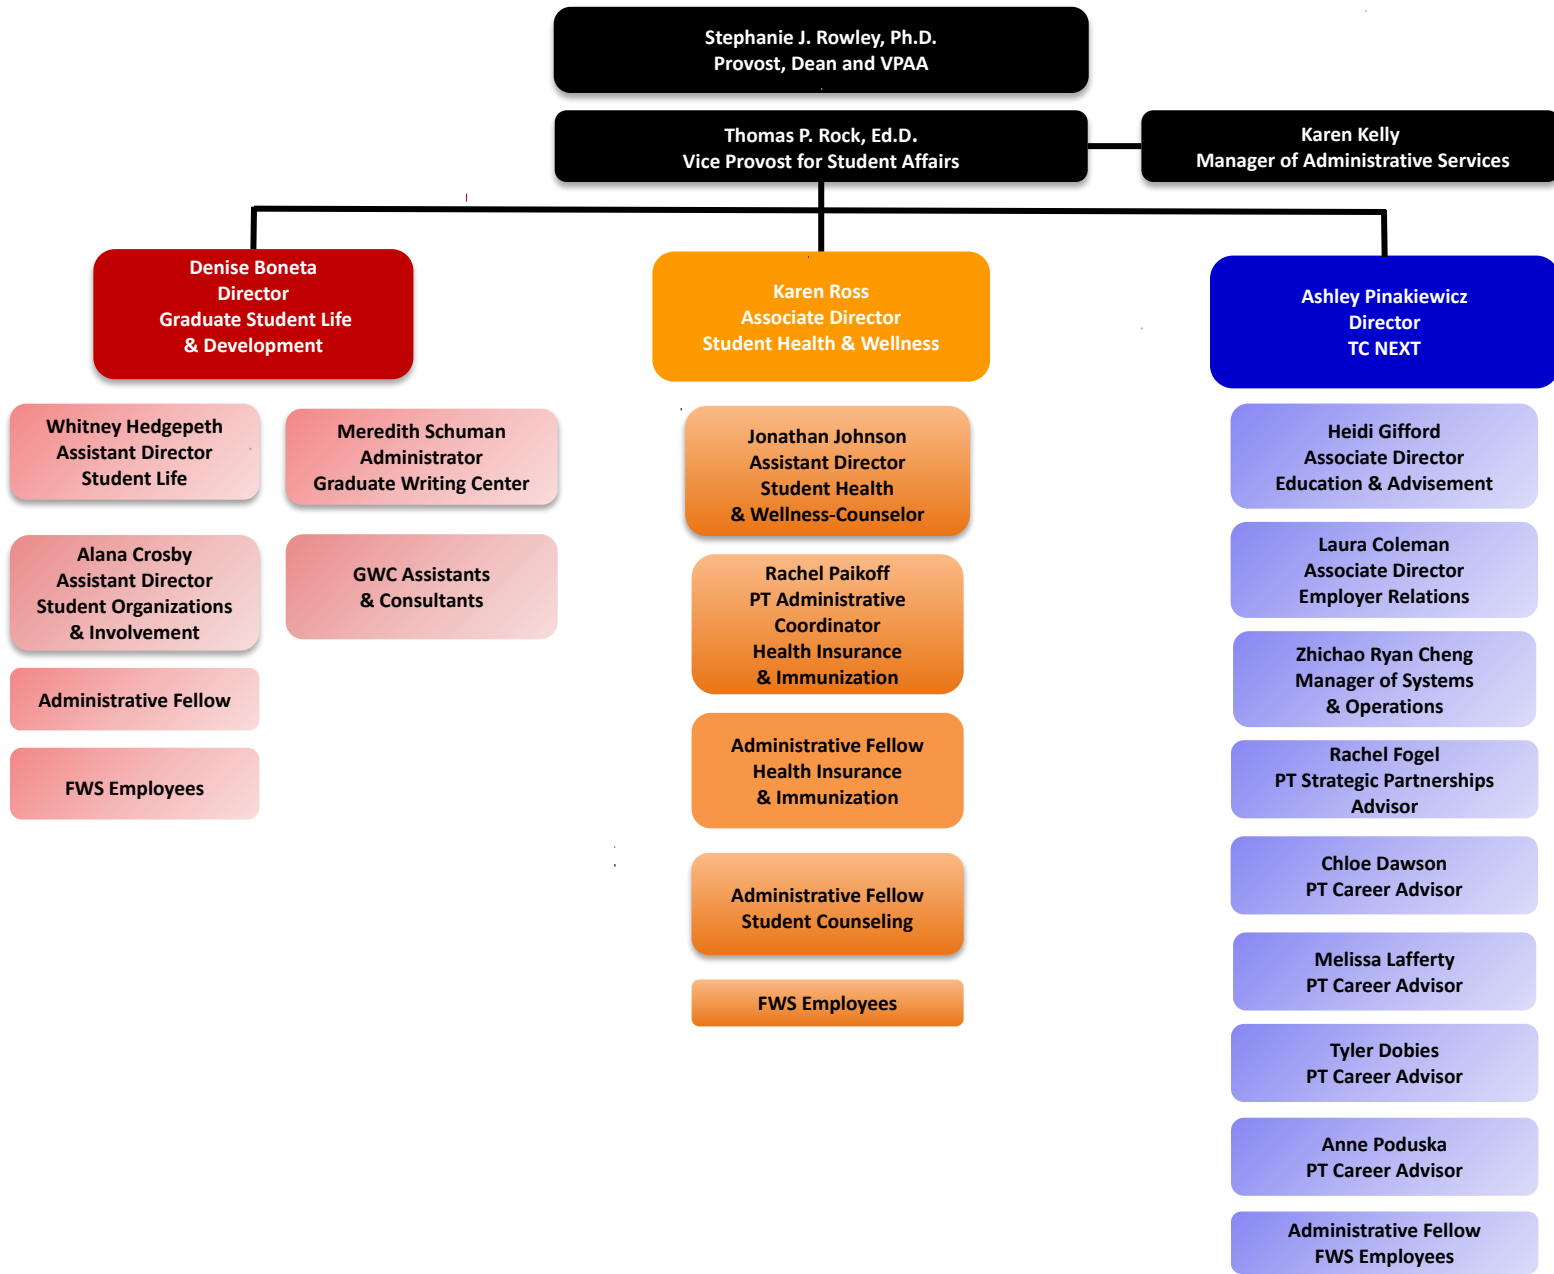 Stephanie J. Rowley, Ph.D.
Provost, Dean and VPAA
Thomas P. Rock, Ed.D.
Vice Provost for Student Affairs
Karen Kelly
Manager of Administrative Services
Denise Boneta
Director
Graduate Student Life
& Development
Karen Ross
Associate Director
Student Health & Wellness
Ashley Pinakiewicz
Director
TC NEXT
Whitney Hedgepeth
Assistant Director
Student Life
Alana Crosby
Assistant Director
Student Organizations
& Involvement
Administrative Fellow
FWS Employees
Meredith Schuman
Administrator
Graduate Writing Center
GWC Assistants
& Consultants
Jonathan Johnson
Assistant Director
Student Health
& Wellness-Counselor
Rachel Paikoff
PT Administrative
Coordinator
Health Insurance
& Immunization
Administrative Fellow
Health Insurance
& Immunization
Administrative Fellow
Student Counseling
FWS Employees
Heidi Gifford
Associate Director
Education & Advisement
Laura Coleman
Associate Director
Employer Relations
Zhichao Ryan Cheng
Manager of Systems
& Operations
Rachel Fogel
PT Strategic Partnerships
Advisor
Chloe Dawson
PT Career Advisor
Melissa Lafferty
PT Career Advisor
Tyler Dobies
PT Career Advisor
Anne Poduska
PT Career Advisor
Administrative Fellow
FWS Employees